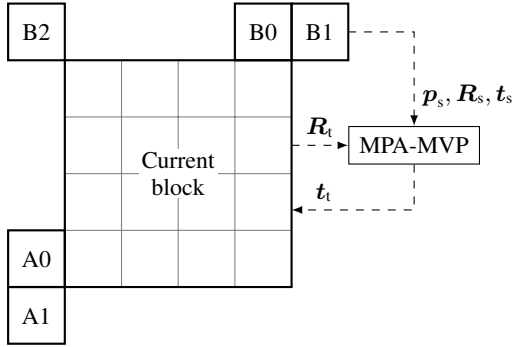 B2
B0
B1
p_s, R_s, t_s
R_t
MPA-MVP
Current
block
t_t
A0
A1